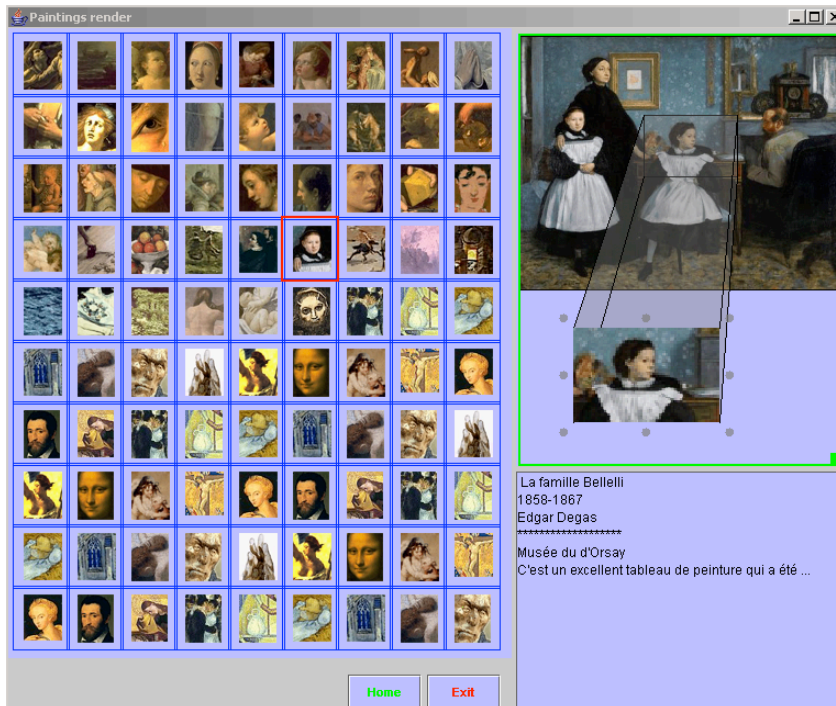 Paintings render
La famille Bellelli
1858-1867
Edgar Degas
*******************
Musée du d'Orsay
C'est un excellent tableau de peinture qui a été ...
Home
Exit